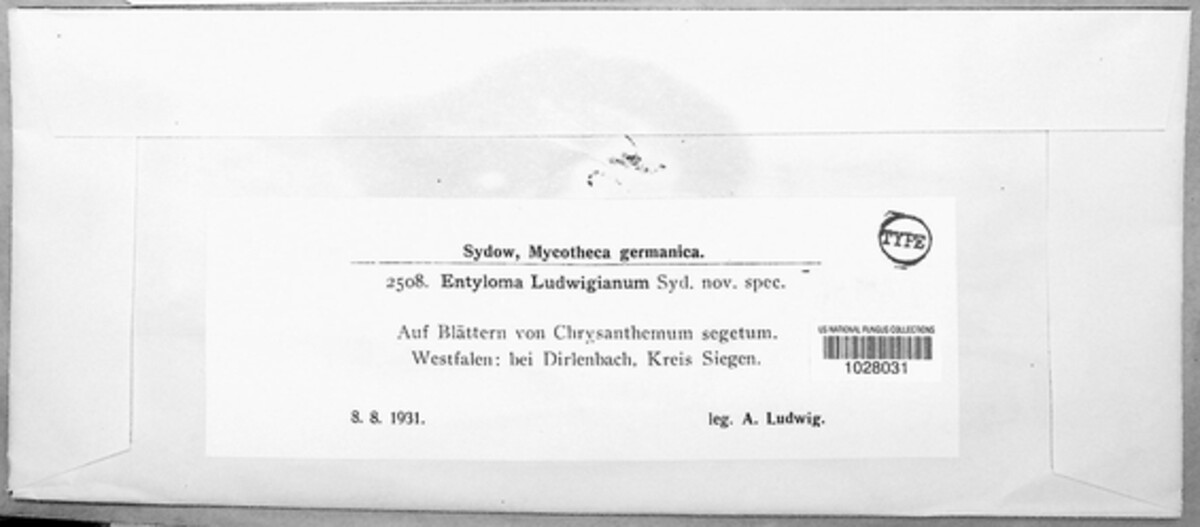 TYPE
Sydow, Mycotheca germanica.
2508. Entyloma Ludwigianum Syd. nov. spec.
Auf Blättern von Chrysanthemum segetum.
Westfalen: bei Dirlenbach, Kreis Siegen.
US NATIONAL FUNGUS COLLECTIONS
1028031
8. 8. 1931. leg. A. Ludwig.